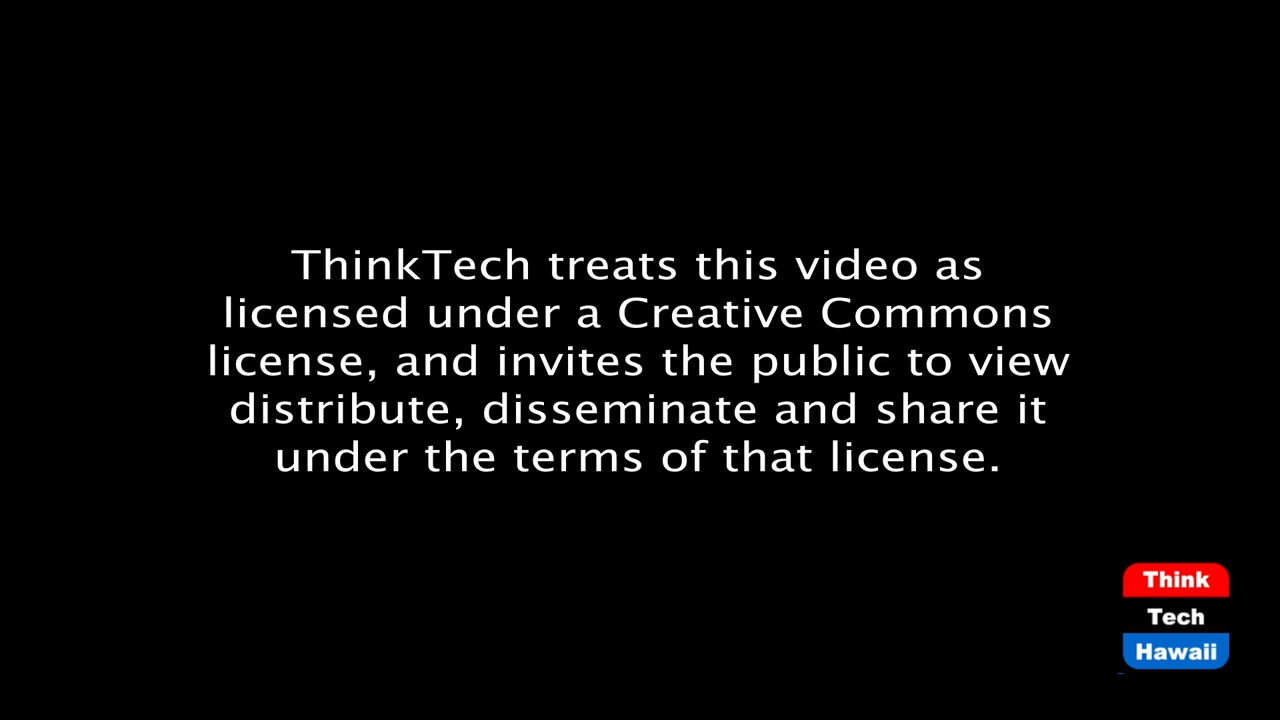 ThinkTech treats this video as
licensed under a Creative Commons
license, and invites the public to view
distribute, disseminate and share it
under the terms of that license.
Think
Tech
Hawaii